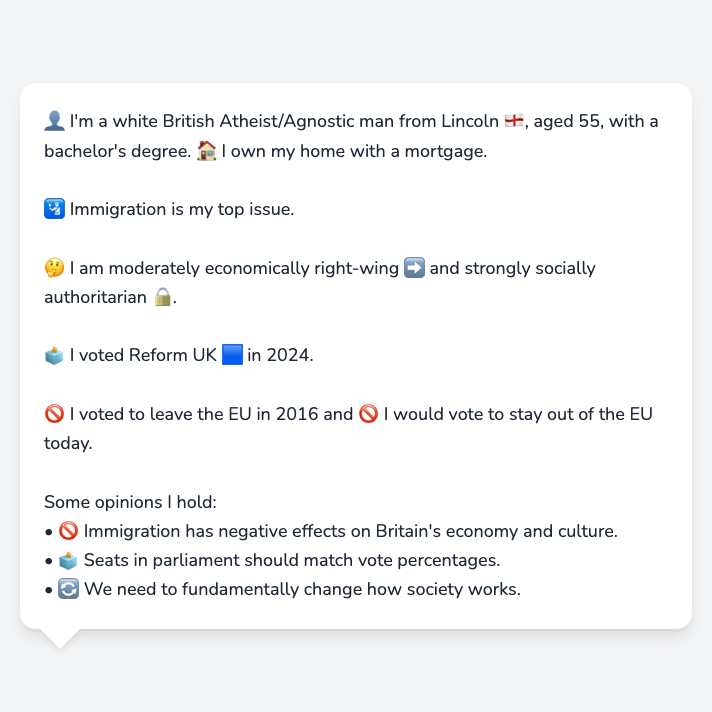 👤 I'm a white British Atheist/Agnostic man from Lincoln 🏴󠁧󠁢󠁥󠁮󠁧󠁿, aged 55, with a
bachelor's degree. 🏠 I own my home with a mortgage.
🛂 Immigration is my top issue.
🤔 I am moderately economically right-wing ➡️ and strongly socially
authoritarian 🔒.
🗳️ I voted Reform UK 🟦 in 2024.
🚫 I voted to leave the EU in 2016 and 🚫 I would vote to stay out of the EU
today.
Some opinions I hold:
• 🚫 Immigration has negative effects on Britain's economy and culture.
• 🗳️ Seats in parliament should match vote percentages.
• 🔄 We need to fundamentally change how society works.